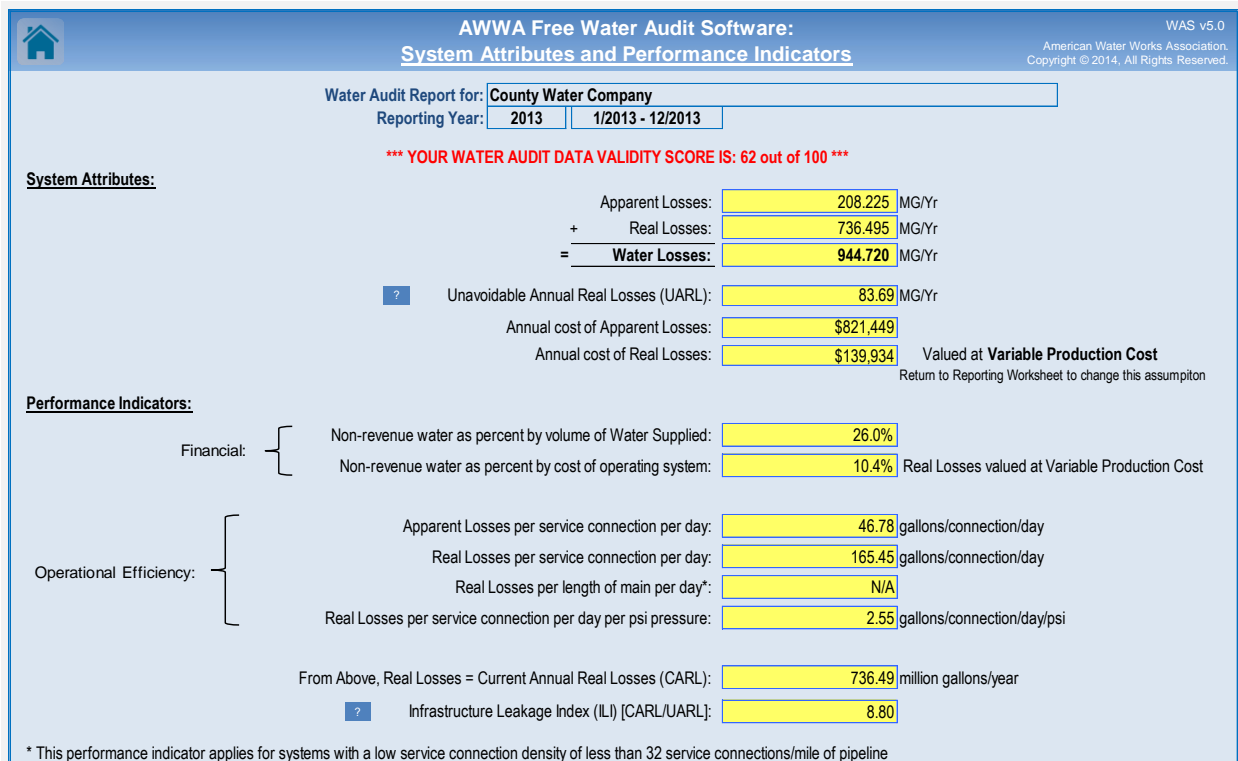 AWWA Free Water Audit Software:
WAS v5.0
System Attributes and Performance Indicators
American Water Works Association.
Copyright © 2014, All Rights Reserved.
Water Audit Report for: County Water Company
Reporting Year: 2013 1/2013 - 12/2013
*** YOUR WATER AUDIT DATA VALIDITY SCORE IS: 62 out of 100 ***
System Attributes:
Apparent Losses: 208.225 MG/Yr
+ Real Losses: 736.495 MG/Yr
= Water Losses: 944.720 MG/Yr
? Unavoidable Annual Real Losses (UARL): 83.69 MG/Yr
Annual cost of Apparent Losses: $821,449
Annual cost of Real Losses: $139,934 Valued at Variable Production Cost
Return to Reporting Worksheet to change this assumpiton
Performance Indicators:
Financial:
Non-revenue water as percent by volume of Water Supplied: 26.0%
Non-revenue water as percent by cost of operating system: 10.4% Real Losses valued at Variable Production Cost
Operational Efficiency:
Apparent Losses per service connection per day: 46.78 gallons/connection/day
Real Losses per service connection per day: 165.45 gallons/connection/day
Real Losses per length of main per day*: N/A
Real Losses per service connection per day per psi pressure: 2.55 gallons/connection/day/psi
From Above, Real Losses = Current Annual Real Losses (CARL): 736.49 million gallons/year
? Infrastructure Leakage Index (ILI) [CARL/UARL]: 8.80
* This performance indicator applies for systems with a low service connection density of less than 32 service connections/mile of pipeline